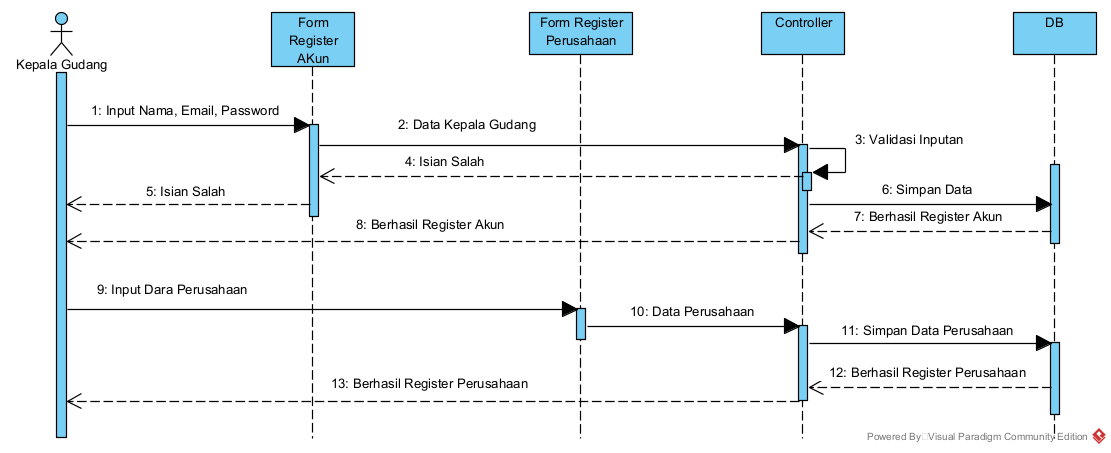 Form
Register
AKun
Form Register
Perusahaan
Controller
DB
Kepala Gudang
1: Input Nama, Email, Password
2: Data Kepala Gudang
3: Validasi Inputan
4: Isian Salah
5: Isian Salah
6: Simpan Data
7: Berhasil Register Akun
8: Berhasil Register Akun
9: Input Dara Perusahaan
10: Data Perusahaan
11: Simpan Data Perusahaan
12: Berhasil Register Perusahaan
13: Berhasil Register Perusahaan
Powered By Visual Paradigm Community Edition